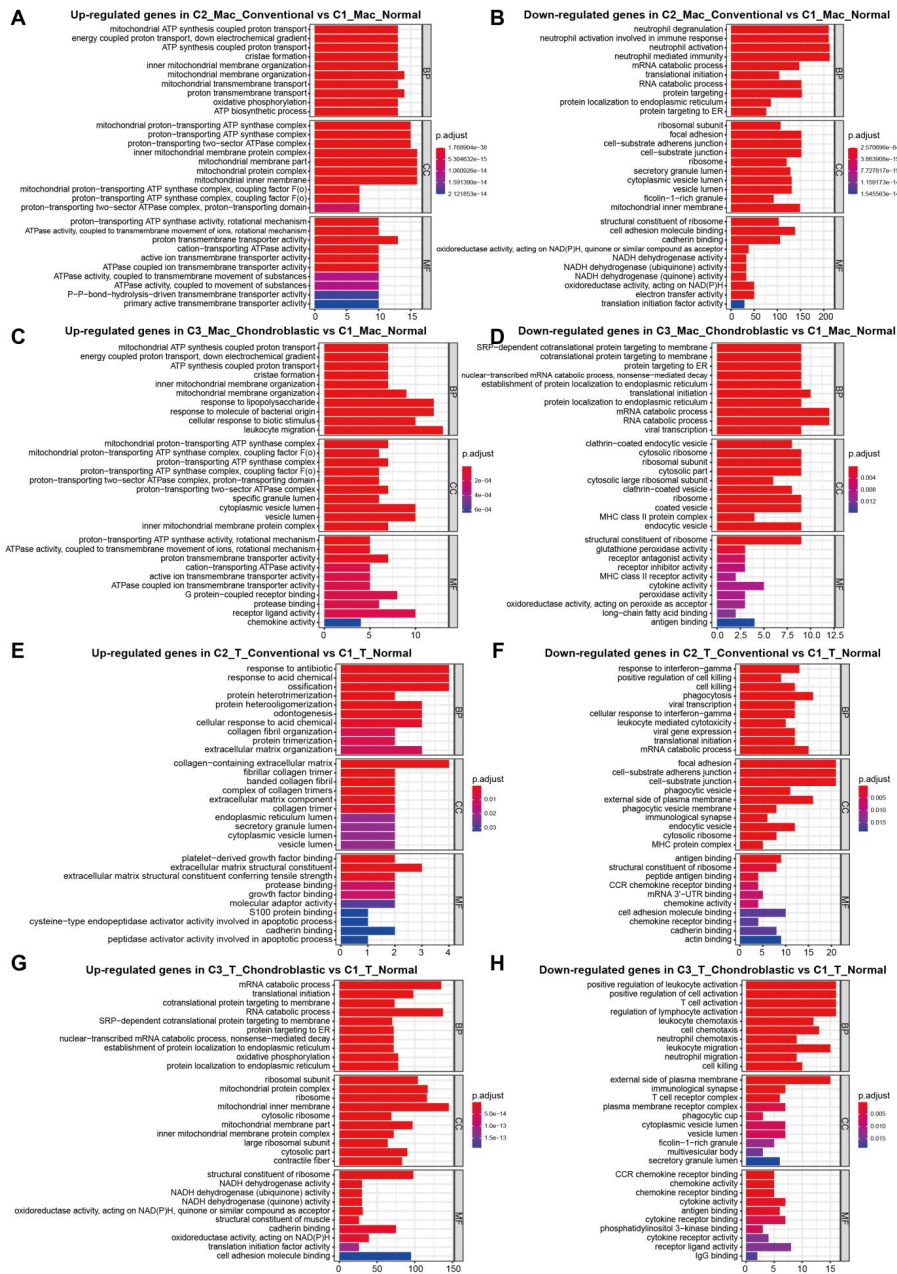 A
Up-regulated genes in C2_Mac_Conventional vs C1_Mac_Normal
mitochondrial ATP synthesis coupled proton transport
energy coupled proton transport, down electrochemical gradient
ATP synthesis coupled proton transport
cristae formation
inner mitochondrial membrane organization
mitochondrial membrane organization
mitochondrial transmembrane transport
proton transmembrane transport
oxidative phosphorylation
ATP biosynthetic process
BP
mitochondrial proton-transporting ATP synthase complex
proton-transporting ATP synthase complex
proton-transporting two-sector ATPase complex
inner mitochondrial membrane protein complex
mitochondrial membrane part
mitochondrial protein complex
mitochondrial inner membrane
mitochondrial proton-transporting ATP synthase complex, coupling factor F(o)
proton-transporting ATP synthase complex, coupling factor F(o)
proton-transporting two-sector ATPase complex, proton-transporting domain
CC
proton-transporting ATP synthase activity, rotational mechanism
ATPase activity, coupled to transmembrane movement of ions, rotational mechanism
proton transmembrane transporter activity
cation-transporting ATPase activity
active ion transmembrane transporter activity
ATPase coupled ion transmembrane transporter activity
ATPase activity, coupled to transmembrane movement of substances
ATPase activity, coupled to movement of substances
P-P-bond-hydrolysis-driven transmembrane transporter activity
primary active transmembrane transporter activity
MF
0 5 10 15
p.adjust
1.768904e-36
5.304632e-15
1.060926e-14
1.591390e-14
2.121853e-14
B
Down-regulated genes in C2_Mac_Conventional vs C1_Mac_Normal
neutrophil degranulation
neutrophil activation involved in immune response
neutrophil activation
neutrophil mediated immunity
mRNA catabolic process
translational initiation
RNA catabolic process
protein targeting
protein localization to endoplasmic reticulum
protein targeting to ER
BP
ribosomal subunit
focal adhesion
cell-substrate adherens junction
cell-substrate junction
ribosome
secretory granule lumen
cytoplasmic vesicle lumen
vesicle lumen
ficolin-1-rich granule
mitochondrial inner membrane
CC
structural constituent of ribosome
cell adhesion molecule binding
cadherin binding
oxidoreductase activity, acting on NAD(P)H, quinone or similar compound as acceptor
NADH dehydrogenase activity
NADH dehydrogenase (ubiquinone) activity
NADH dehydrogenase (quinone) activity
oxidoreductase activity, acting on NAD(P)H
electron transfer activity
translation initiation factor activity
MF
0 50 100 150 200
p.adjust
3.863908e-15
7.727817e-15
1.159173e-14
1.545563e-14
C
Up-regulated genes in C3_Mac_Chondroblastic vs C1_Mac_Normal
mitochondrial ATP synthesis coupled proton transport
energy coupled proton transport, down electrochemical gradient
ATP synthesis coupled proton transport
cristae formation
inner mitochondrial membrane organization
mitochondrial membrane organization
response to lipopolysaccharide
response to molecule of bacterial origin
cellular response to biotic stimulus
leukocyte migration
BP
mitochondrial proton-transporting ATP synthase complex
mitochondrial proton-transporting ATP synthase complex, coupling factor F(o)
proton-transporting ATP synthase complex
proton-transporting ATP synthase complex, coupling factor F(o)
proton-transporting two-sector ATPase complex, proton-transporting domain
proton-transporting two-sector ATPase complex
specific granule lumen
cytoplasmic vesicle lumen
vesicle lumen
inner mitochondrial membrane protein complex
CC
proton-transporting ATP synthase activity, rotational mechanism
ATPase activity, coupled to transmembrane movement of ions, rotational mechanism
proton transmembrane transporter activity
cation-transporting ATPase activity
active ion transmembrane transporter activity
ATPase coupled ion transmembrane transporter activity
G protein-coupled receptor binding
protease binding
receptor ligand activity
chemokine activity
MF
0 5 10
p.adjust
2e-04
4e-04
6e-04
D
Down-regulated genes in C3_Mac_Chondroblastic vs C1_Mac_Normal
SRP-dependent cotranslational protein targeting to membrane
cotranslational protein targeting to membrane
protein targeting to ER
nuclear-transcribed mRNA catabolic process, nonsense-mediated decay
establishment of protein localization to endoplasmic reticulum
translational initiation
protein localization to endoplasmic reticulum
mRNA catabolic process
RNA catabolic process
viral transcription
BP
clathrin-coated endocytic vesicle
cytosolic ribosome
ribosomal subunit
cytosolic part
cytosolic large ribosomal subunit
clathrin-coated vesicle
ribosome
coated vesicle
MHC class II protein complex
endocytic vesicle
CC
structural constituent of ribosome
glutathione peroxidase activity
receptor antagonist activity
receptor inhibitor activity
MHC class II receptor activity
cytokine activity
peroxidase activity
oxidoreductase activity, acting on peroxide as acceptor
long-chain fatty acid binding
antigen binding
MF
0.0 2.5 5.0 7.5 10.0 12.5
p.adjust
0.004
0.008
0.012
E
Up-regulated genes in C2_T_Conventional vs C1_T_Normal
response to antibiotic
response to acid chemical
ossification
protein heterotrimerization
protein heterooligomerization
odontogenesis
cellular response to acid chemical
collagen fibril organization
protein trimerization
extracellular matrix organization
BP
collagen-containing extracellular matrix
fibrillar collagen trimer
banded collagen fibril
complex of collagen trimers
extracellular matrix component
collagen trimer
endoplasmic reticulum lumen
secretory granule lumen
cytoplasmic vesicle lumen
vesicle lumen
CC
platelet-derived growth factor binding
extracellular matrix structural constituent
extracellular matrix structural constituent conferring tensile strength
protease binding
growth factor binding
molecular adaptor activity
S100 protein binding
cysteine-type endopeptidase activator activity involved in apoptotic process
cadherin binding
peptidase activator activity involved in apoptotic process
MF
0 1 2 3 4
p.adjust
0.01
0.02
0.03
F
Down-regulated genes in C2_T_Conventional vs C1_T_Normal
response to interferon-gamma
positive regulation of cell killing
cell killing
phagocytosis
viral transcription
cellular response to interferon-gamma
leukocyte mediated cytotoxicity
viral gene expression
translational initiation
mRNA catabolic process
BP
focal adhesion
cell-substrate adherens junction
cell-substrate junction
phagocytic vesicle
external side of plasma membrane
phagocytic vesicle membrane
immunological synapse
endocytic vesicle
cytosolic ribosome
MHC protein complex
CC
antigen binding
structural constituent of ribosome
peptide antigen binding
CCR chemokine receptor binding
mRNA 3'-UTR binding
chemokine activity
cell adhesion molecule binding
chemokine receptor binding
cadherin binding
actin binding
MF
0 5 10 15 20
p.adjust
0.005
0.010
0.015
G
Up-regulated genes in C3_T_Chondroblastic vs C1_T_Normal
mRNA catabolic process
translational initiation
cotranslational protein targeting to membrane
RNA catabolic process
SRP-dependent cotranslational protein targeting to membrane
protein targeting to ER
nuclear-transcribed mRNA catabolic process, nonsense-mediated decay
establishment of protein localization to endoplasmic reticulum
oxidative phosphorylation
protein localization to endoplasmic reticulum
BP
ribosomal subunit
mitochondrial protein complex
ribosome
mitochondrial inner membrane
cytosolic ribosome
mitochondrial membrane part
inner mitochondrial membrane protein complex
large ribosomal subunit
cytosolic part
contractile fiber
CC
structural constituent of ribosome
NADH dehydrogenase activity
NADH dehydrogenase (ubiquinone) activity
NADH dehydrogenase (quinone) activity
oxidoreductase activity, acting on NAD(P)H, quinone or similar compound as acceptor
structural constituent of muscle
cadherin binding
oxidoreductase activity, acting on NAD(P)H
translation initiation factor activity
cell adhesion molecule binding
MF
0 50 100 150
p.adjust
5.0e-14
1.0e-13
1.5e-13
H
Down-regulated genes in C3_T_Chondroblastic vs C1_T_Normal
positive regulation of leukocyte activation
positive regulation of cell activation
T cell activation
regulation of lymphocyte activation
leukocyte chemotaxis
cell chemotaxis
neutrophil chemotaxis
leukocyte migration
neutrophil migration
cell killing
BP
external side of plasma membrane
immunological synapse
T cell receptor complex
plasma membrane receptor complex
phagocytic cup
cytoplasmic vesicle lumen
vesicle lumen
ficolin-1-rich granule
multivesicular body
secretory granule lumen
CC
CCR chemokine receptor binding
chemokine activity
chemokine receptor binding
cytokine activity
antigen binding
cytokine receptor binding
phosphatidylinositol 3-kinase binding
cytokine receptor activity
receptor ligand activity
IgG binding
MF
0 5 10 15
p.adjust
0.005
0.010
0.015